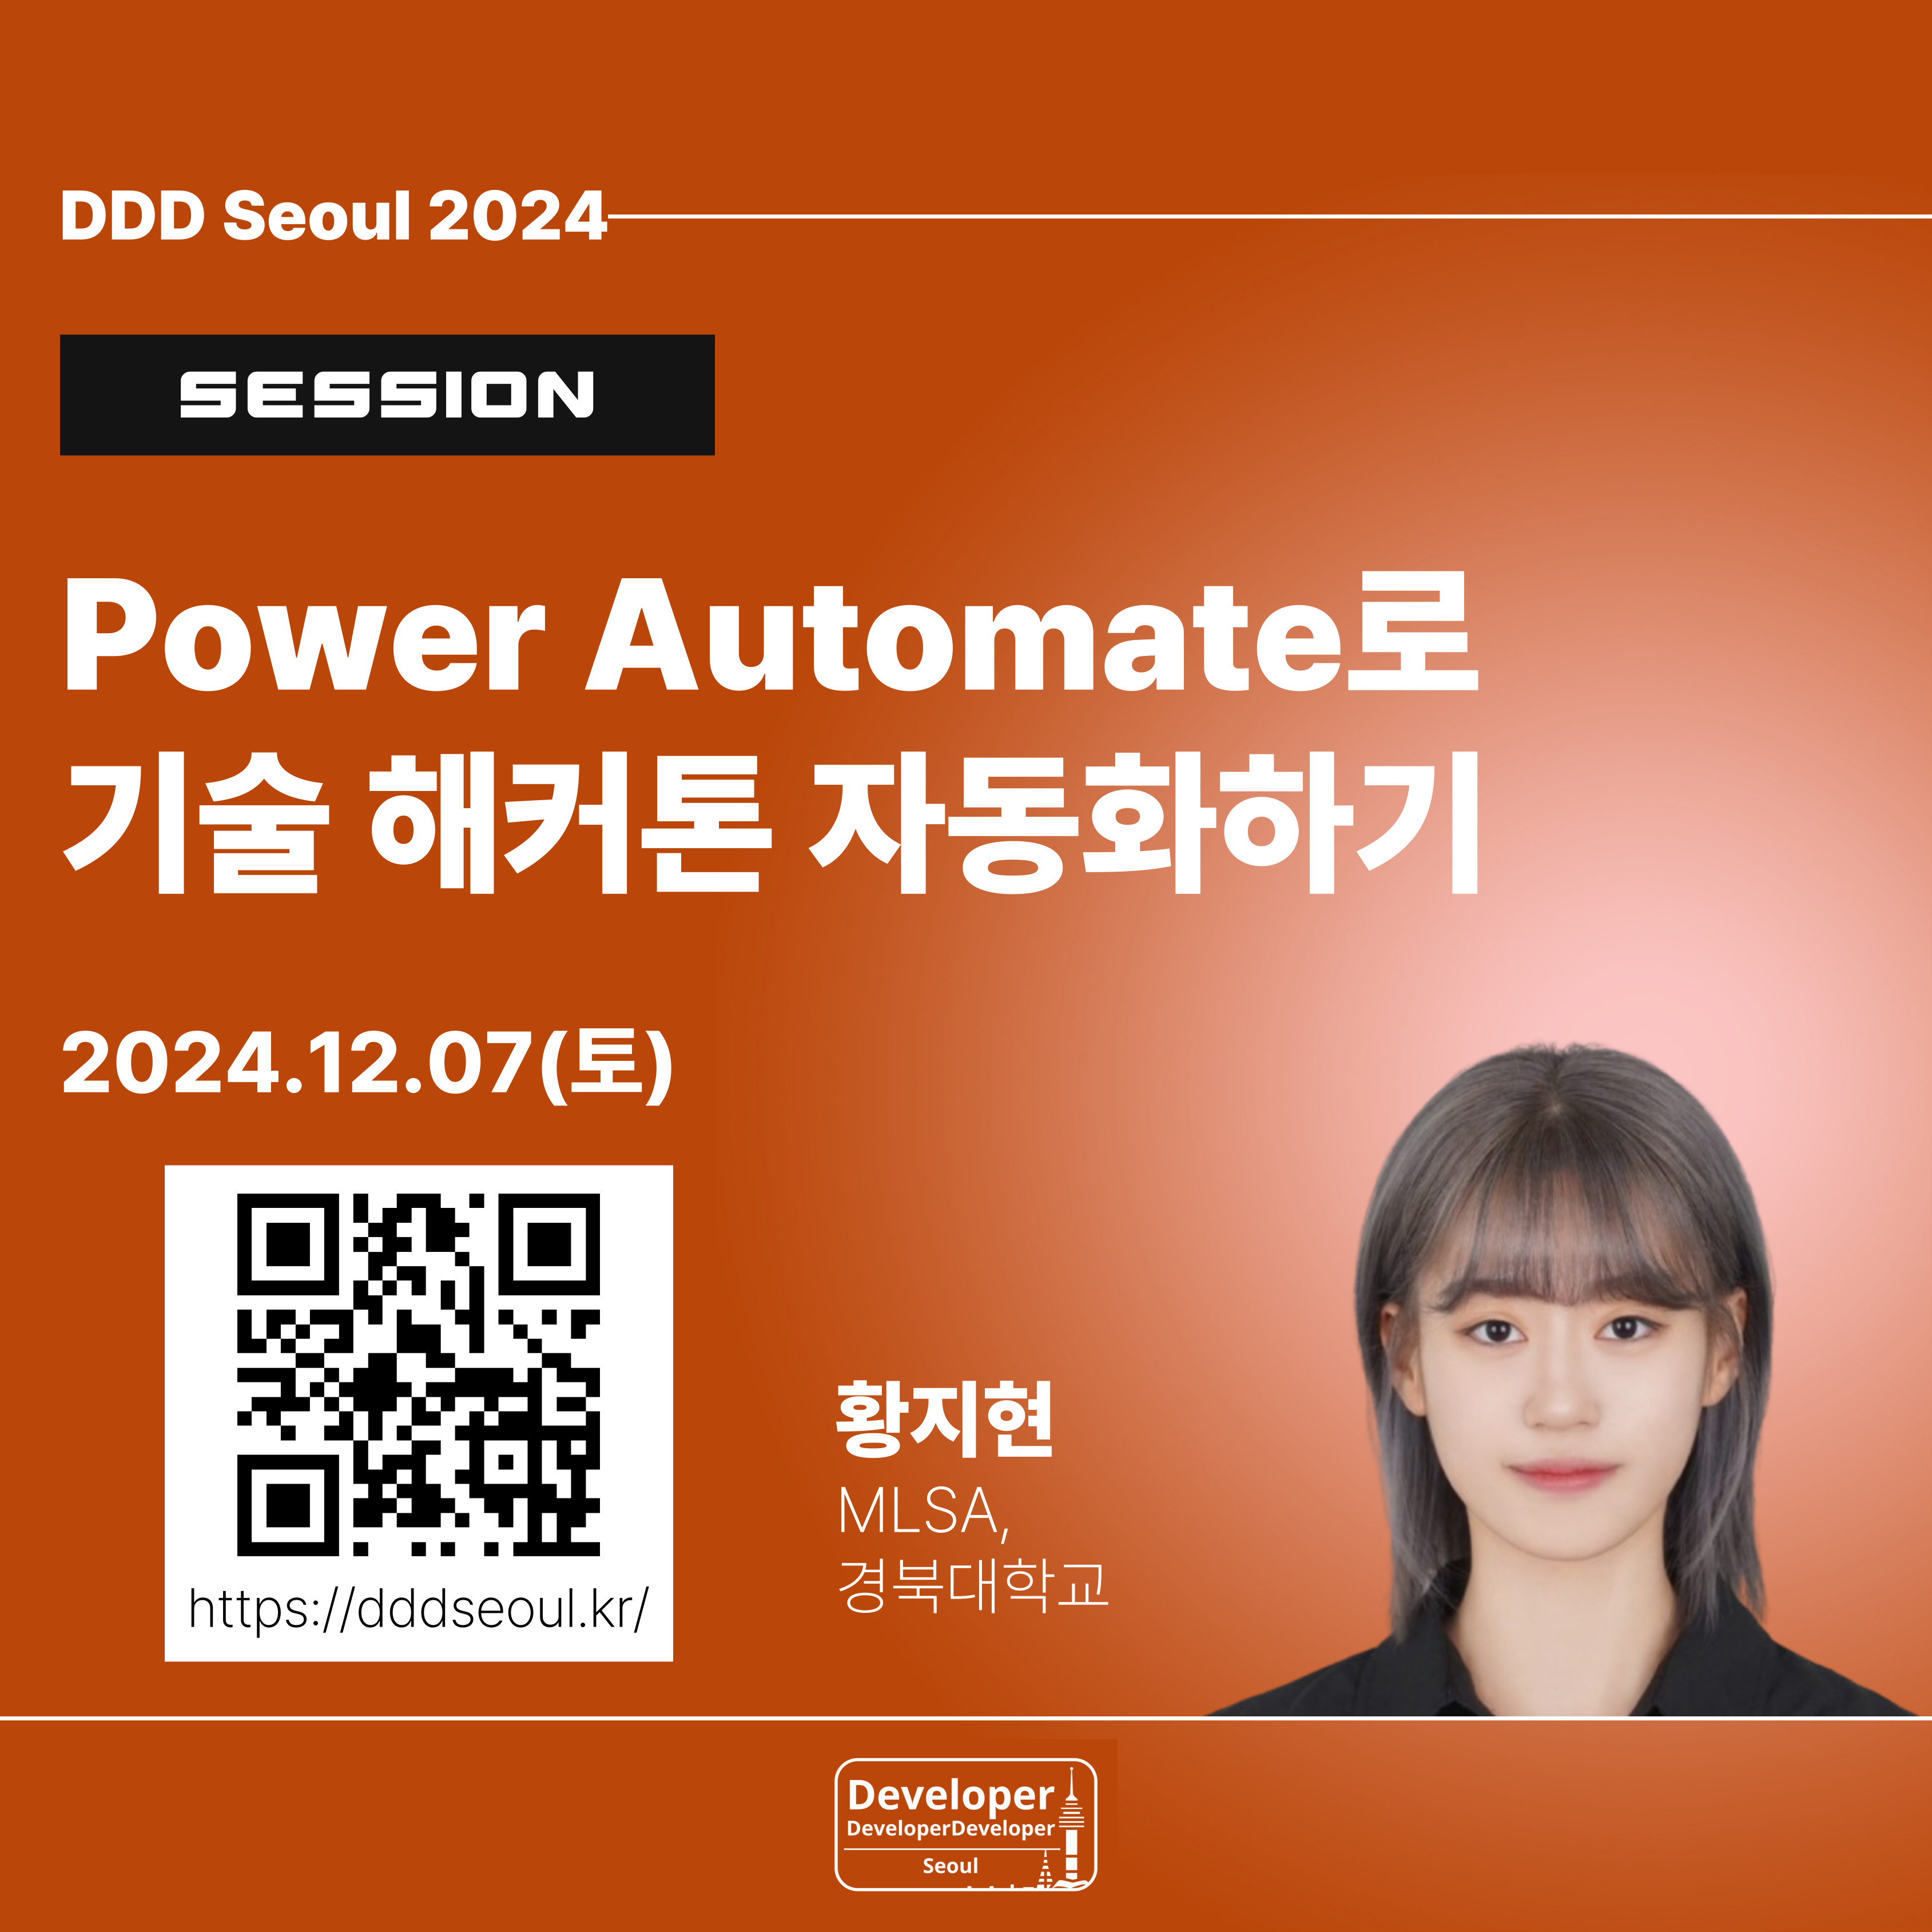 DDD Seoul 2024
SESSION
Power Automate로
기술 해커톤 자동화하기
2024.12.07(토)
https://dddseoul.kr/
황지현
MLSA,
경북대학교
Developer
DeveloperDeveloper
Seoul